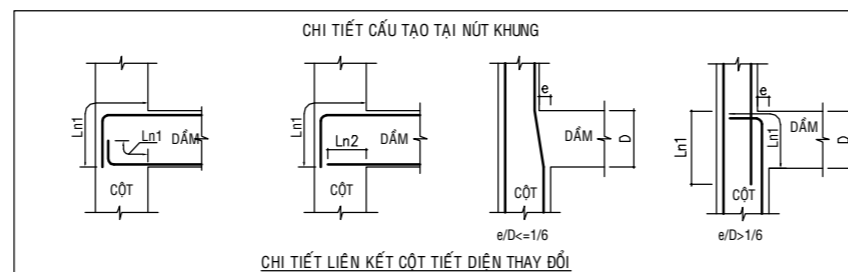 CHI TIẾT CẤU TẠO TẠI NÚT KHUNG
Ln1
Ln1
DẦM
CỘT
Ln1
Ln2
DẦM
CỘT
e
DẦM
D
CỘT
e/D<=1/6
e
Ln1
Ln1
DẦM
D
CỘT
e/D>1/6
CHI TIẾT LIÊN KẾT CỘT TIẾT DIỆN THAY ĐỔI